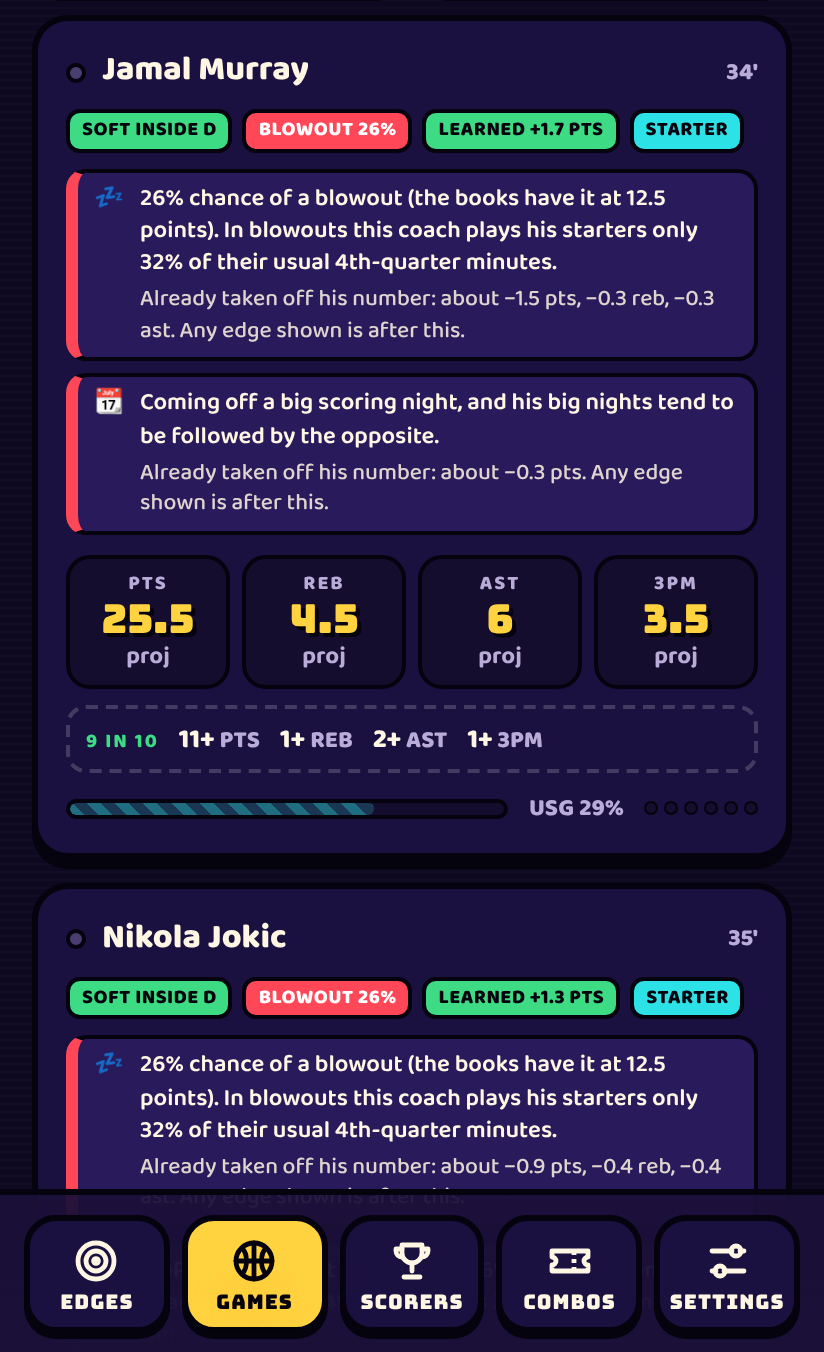 Jamal Murray
34'
SOFT INSIDE D
BLOWOUT 26%
LEARNED +1.7 PTS
STARTER
26% chance of a blowout (the books have it at 12.5
points). In blowouts this coach plays his starters only
32% of their usual 4th-quarter minutes.
Already taken off his number: about −1.5 pts, −0.3 reb, −0.3
ast. Any edge shown is after this.
July
17
Coming off a big scoring night, and his big nights tend to
be followed by the opposite.
Already taken off his number: about −0.3 pts. Any edge
shown is after this.
PTS
25.5
proj
REB
4.5
proj
AST
6
proj
3PM
3.5
proj
9 IN 10 11+ PTS 1+ REB 2+ AST 1+ 3PM
USG 29%
Nikola Jokic
35'
SOFT INSIDE D
BLOWOUT 26%
LEARNED +1.3 PTS
STARTER
26% chance of a blowout (the books have it at 12.5
points). In blowouts this coach plays his starters only
32% of their usual 4th-quarter minutes.
Already taken off his number: about −0.9 pts, −0.4 reb, −0.4
ast. Any edge shown is after this.
EDGES
GAMES
SCORERS
COMBOS
SETTINGS